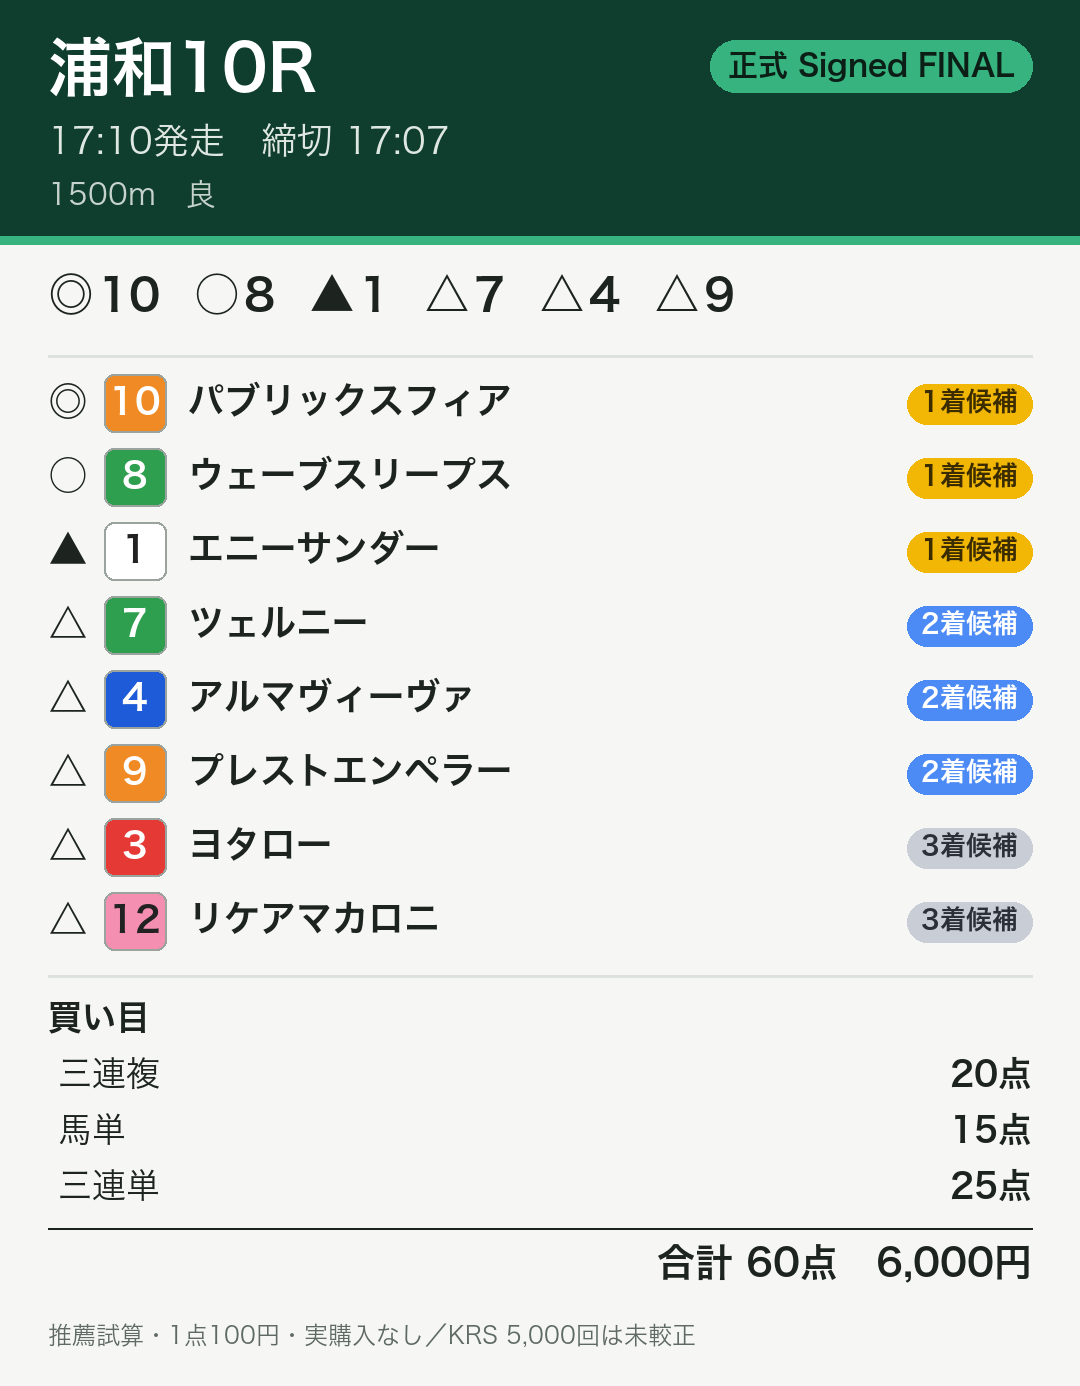 浦和10R
正式 Signed FINAL
17:10発走　締切 17:07
1500m　良
◎10 ○8 ▲1 △7 △4 △9
◎ 10 パブリックスフィア 1着候補
○ 8 ウェーブスリープス 1着候補
▲ 1 エニーサンダー 1着候補
△ 7 ツェルニー 2着候補
△ 4 アルマヴィーヴァ 2着候補
△ 9 プレストエンペラー 2着候補
△ 3 ヨタロー 3着候補
△ 12 リケアマカロニ 3着候補
買い目
三連複 20点
馬単 15点
三連単 25点
合計 60点　6,000円
推薦試算・1点100円・実購入なし／KRS 5,000回は未較正